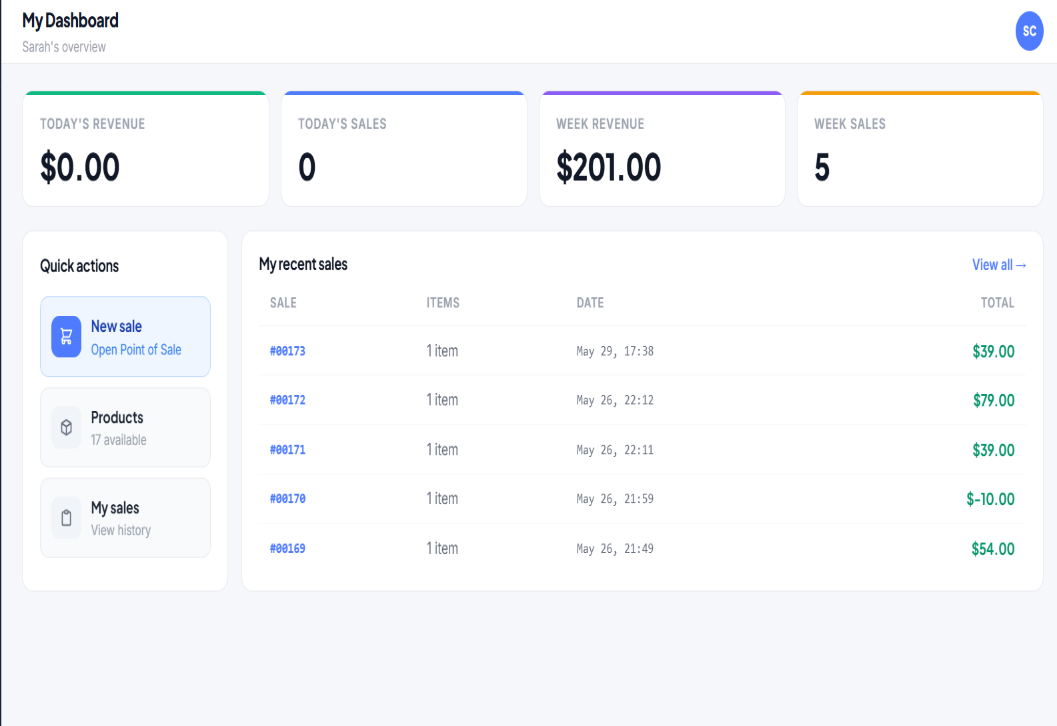 My Dashboard
Sarah's overview
SC
TODAY'S REVENUE
$0.00
TODAY'S SALES
0
WEEK REVENUE
$201.00
WEEK SALES
5
Quick actions
New sale
Open Point of Sale
Products
17 available
My sales
View history
My recent sales
View all →
SALE ITEMS DATE TOTAL
#00173 1 item May 29, 17:38 $39.00
#00172 1 item May 26, 22:12 $79.00
#00171 1 item May 26, 22:11 $39.00
#00170 1 item May 26, 21:59 $-10.00
#00169 1 item May 26, 21:49 $54.00